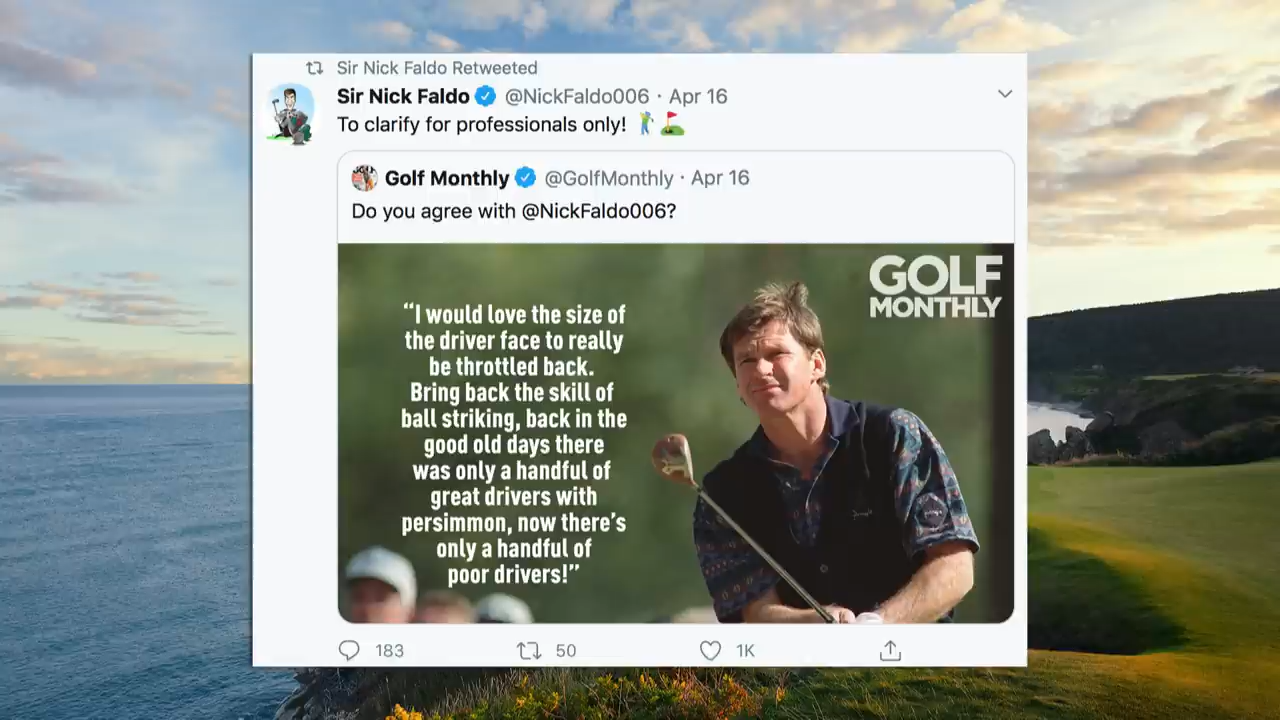 Sir Nick Faldo Retweeted
Sir Nick Faldo @NickFaldo006 · Apr 16
To clarify for professionals only!
Golf Monthly @GolfMonthly · Apr 16
Do you agree with @NickFaldo006?
GOLF
MONTHLY
“I would love the size of
the driver face to really
be throttled back.
Bring back the skill of
ball striking, back in the
good old days there
was only a handful of
great drivers with
persimmon, now there’s
only a handful of
poor drivers!”
183 50 1K